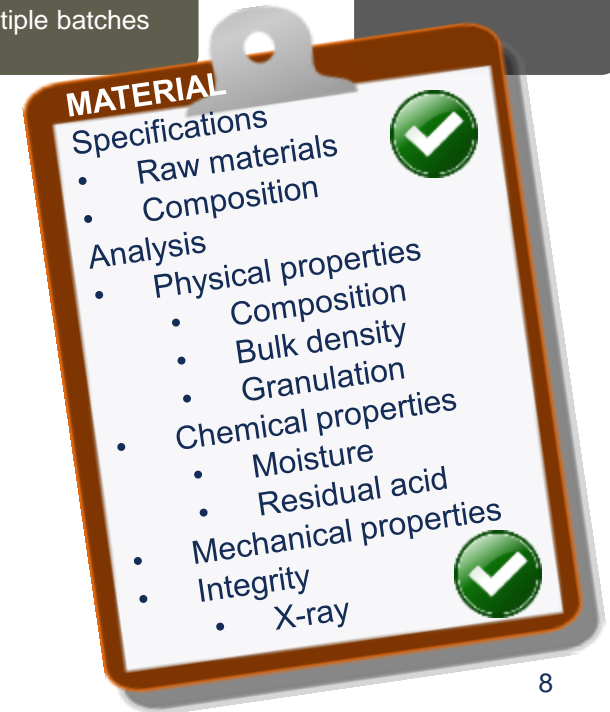 tiple batches
MATERIAL
Specifications
• Raw materials
• Composition
Analysis
• Physical properties
• Composition
• Bulk density
• Granulation
• Chemical properties
• Moisture
• Residual acid
• Mechanical properties
• Integrity
• X-ray
8